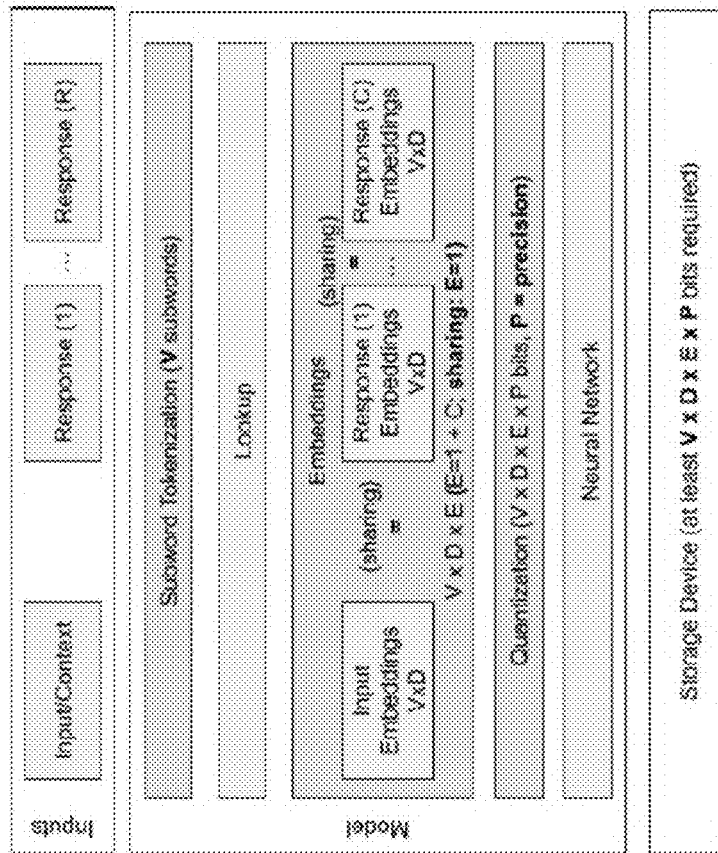 Inputs
Input/Context
Response (1)
...
Response (R)
Model
Subword Tokenization (V subwords)
Lookup
Embeddings
Input
Embeddings
VxD
(sharing)
=
Response (1)
Embeddings
VxD
(sharing)
=
...
Response (C)
Embeddings
VxD
V x D x E (E=1 + C; sharing: E=1)
Quantization (V x D x E x P bits, P = precision)
Neural Network
Storage Device (at least V x D x E x P bits required)